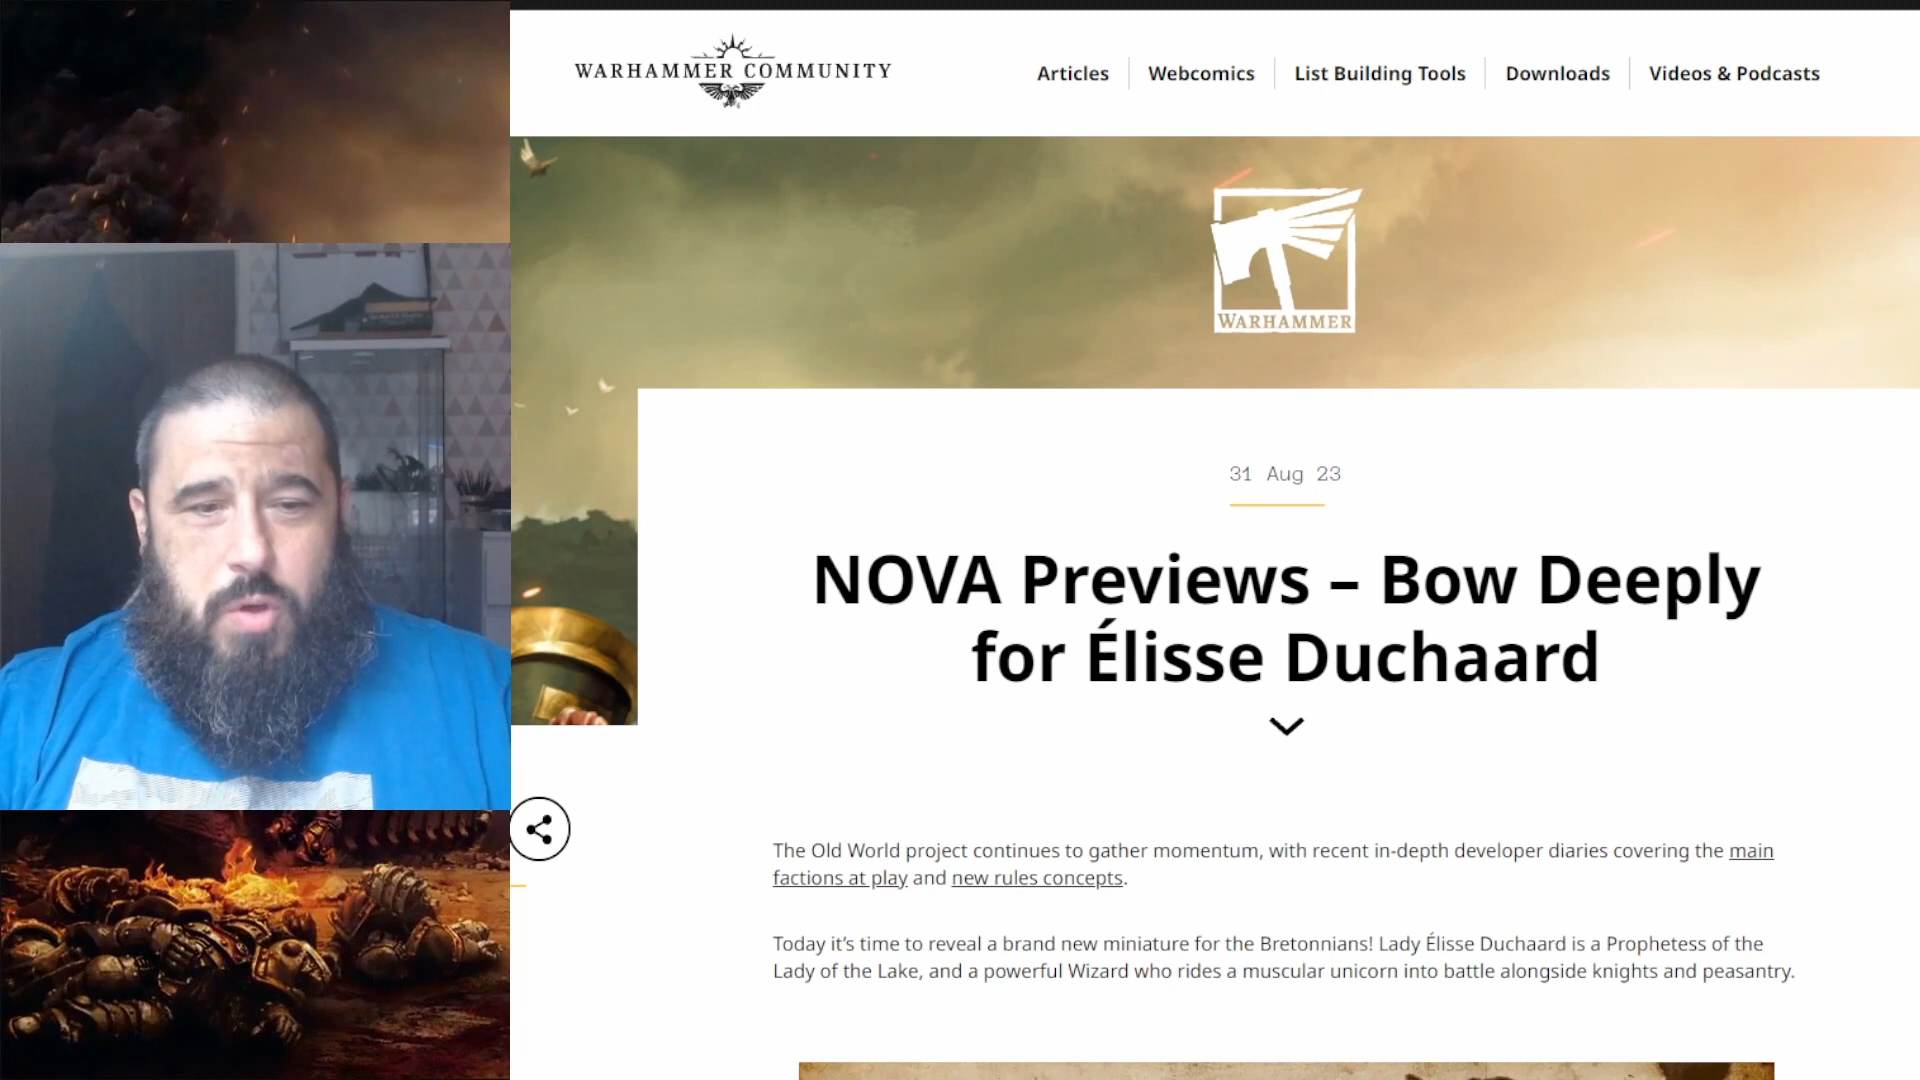 WARHAMMER COMMUNITY
Articles
Webcomics
List Building Tools
Downloads
Videos & Podcasts
WARHAMMER
31 Aug 23
NOVA Previews – Bow Deeply
for Élisse Duchaard
The Old World project continues to gather momentum, with recent in-depth developer diaries covering the main
factions at play and new rules concepts.
Today it's time to reveal a brand new miniature for the Bretonnians! Lady Élisse Duchaard is a Prophetess of the
Lady of the Lake, and a powerful Wizard who rides a muscular unicorn into battle alongside knights and peasantry.